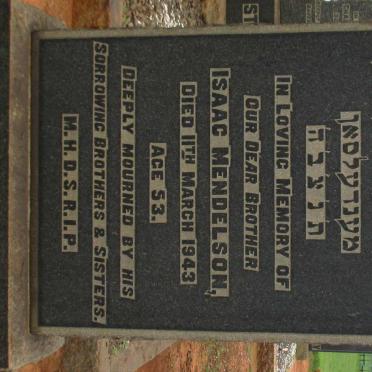 מענדעלסאן
ת נ צ ב ה
IN LOVING MEMORY OF
OUR DEAR BROTHER
ISAAC MENDELSON,
DIED 11TH MARCH 1943
AGE 53.
DEEPLY MOURNED BY HIS
SORROWING BROTHERS & SISTERS.
M.H.D.S.R.I.P.